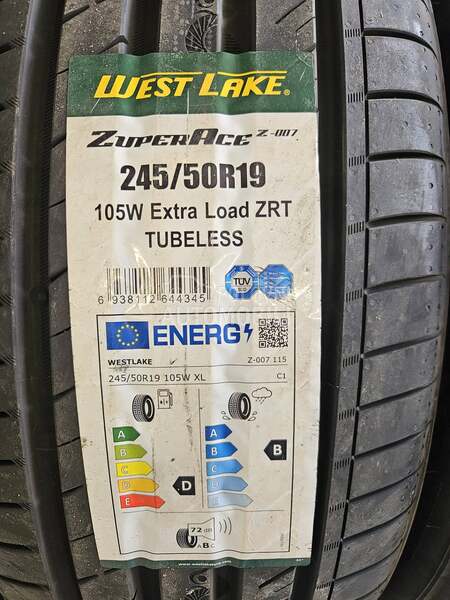 WEST LAKE®
ZUPERACE Z-007
245/50R19
105W Extra Load ZRT
TUBELESS
6 938112 644345
TÜV
ENERG
WESTLAKE Z-007 115
245/50R19 105W XL C1
A
B
C
D
E
D
A
B
C
D
E
B
72
ABC